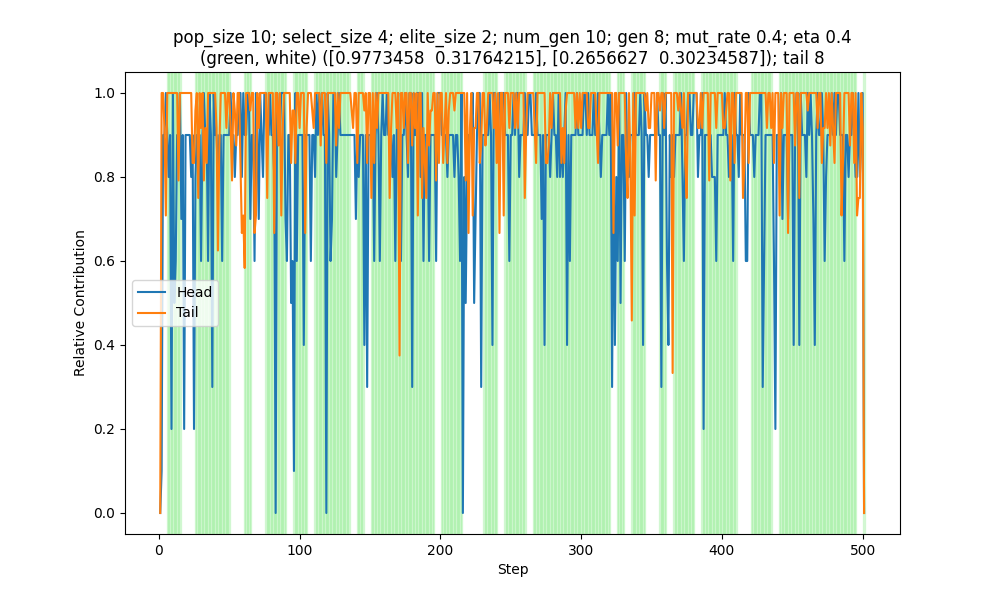 pop_size 10; select_size 4; elite_size 2; num_gen 10; gen 8; mut_rate 0.4; eta 0.4
(green, white) ([0.9773458  0.31764215], [0.2656627  0.30234587]); tail 8
1.0
0.8
0.6
0.4
0.2
0.0
Relative Contribution
Head
Tail
0
100
200
300
400
500
Step